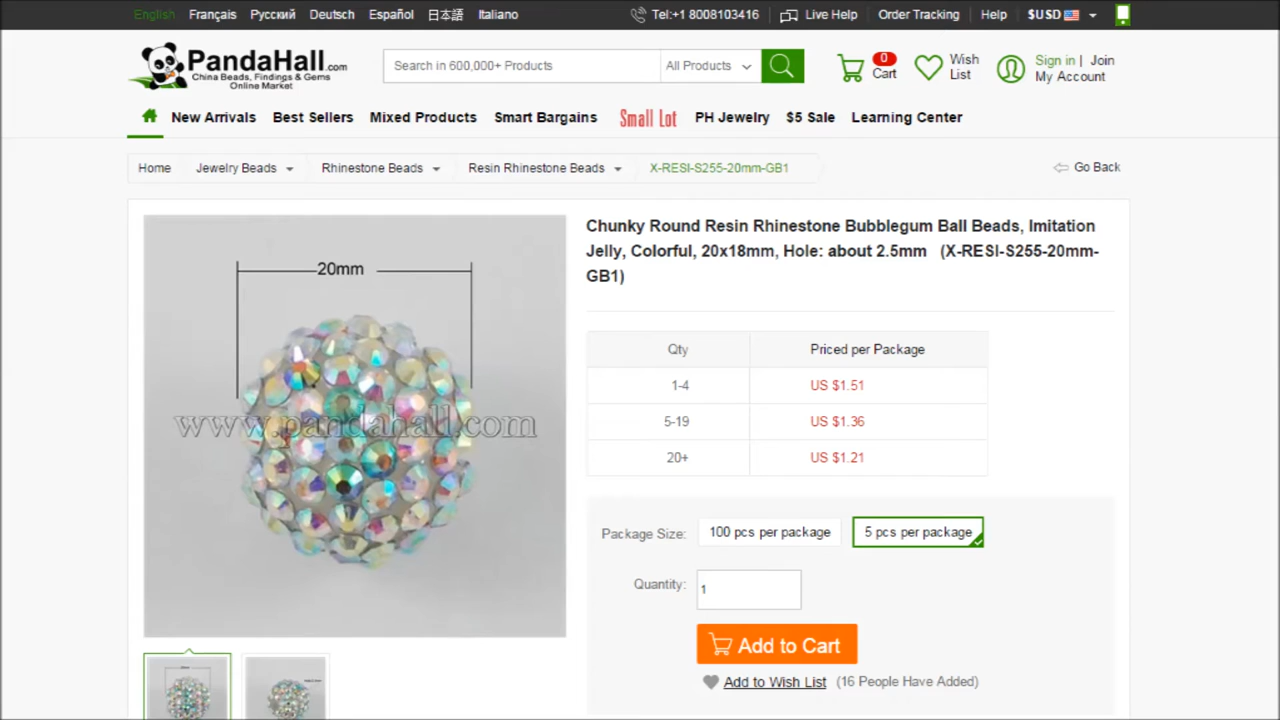 English Français Русский Deutsch Español 日本語 Italiano Tel:+1 8008103416 Live Help Order Tracking Help $USD
PandaHall.com
China Beads, Findings & Gems
Online Market
Search in 600,000+ Products All Products
0
Cart
Wish
List
Sign in | Join
My Account
New Arrivals Best Sellers Mixed Products Smart Bargains Small Lot PH Jewelry $5 Sale Learning Center
Home Jewelry Beads Rhinestone Beads Resin Rhinestone Beads X-RESI-S255-20mm-GB1 Go Back
20mm
www.pandahall.com
Chunky Round Resin Rhinestone Bubblegum Ball Beads, Imitation
Jelly, Colorful, 20x18mm, Hole: about 2.5mm (X-RESI-S255-20mm-
GB1)
Qty Priced per Package
1-4 US $1.51
5-19 US $1.36
20+ US $1.21
Package Size: 100 pcs per package 5 pcs per package
Quantity: 1
Add to Cart
Add to Wish List (16 People Have Added)